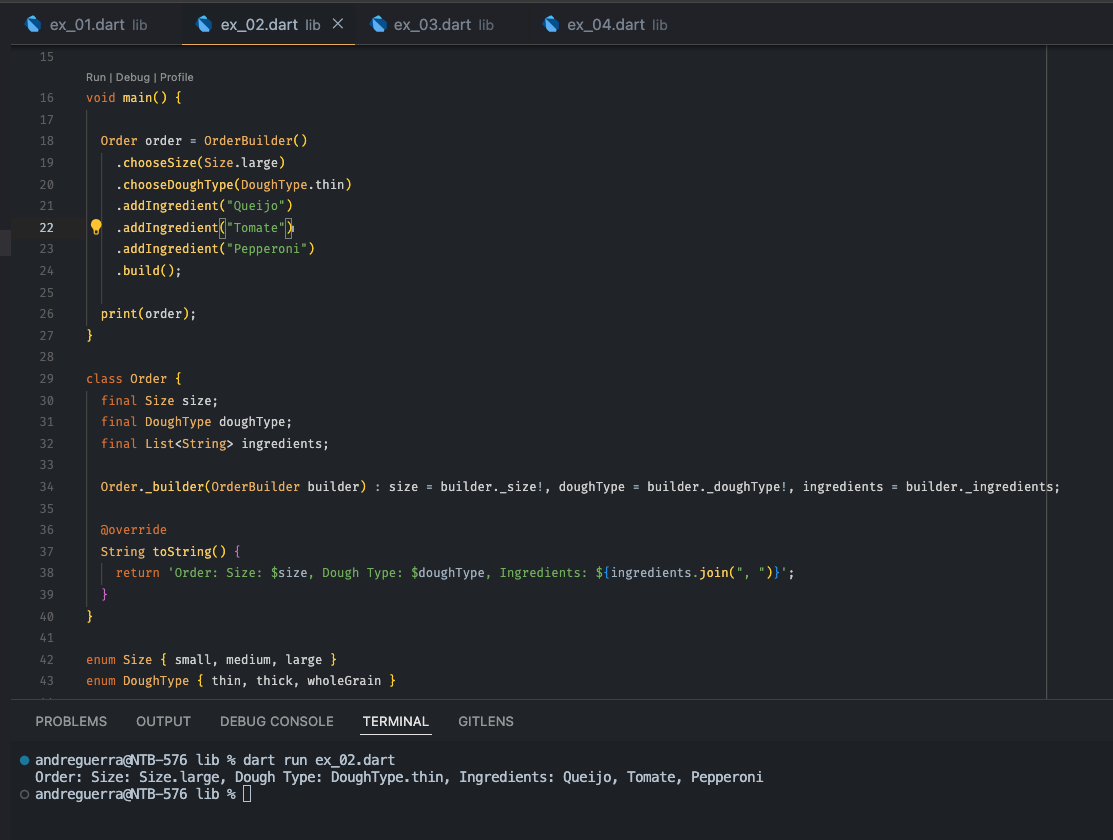 ex_01.dart lib ex_02.dart lib ex_03.dart lib ex_04.dart lib
15
Run | Debug | Profile
16 void main() {
17
18 Order order = OrderBuilder()
19 .chooseSize(Size.large)
20 .chooseDoughType(DoughType.thin)
21 .addIngredient("Queijo")
22 .addIngredient("Tomate")
23 .addIngredient("Pepperoni")
24 .build();
25
26 print(order);
27 }
28
29 class Order {
30 final Size size;
31 final DoughType doughType;
32 final List<String> ingredients;
33
34 Order._builder(OrderBuilder builder) : size = builder._size!, doughType = builder._doughType!, ingredients = builder._ingredients;
35
36 @override
37 String toString() {
38 return 'Order: Size: $size, Dough Type: $doughType, Ingredients: ${ingredients.join(", ")}';
39 }
40 }
41
42 enum Size { small, medium, large }
43 enum DoughType { thin, thick, wholeGrain }
PROBLEMS OUTPUT DEBUG CONSOLE TERMINAL GITLENS
andreguerra@NTB-576 lib % dart run ex_02.dart
Order: Size: Size.large, Dough Type: DoughType.thin, Ingredients: Queijo, Tomate, Pepperoni
andreguerra@NTB-576 lib %